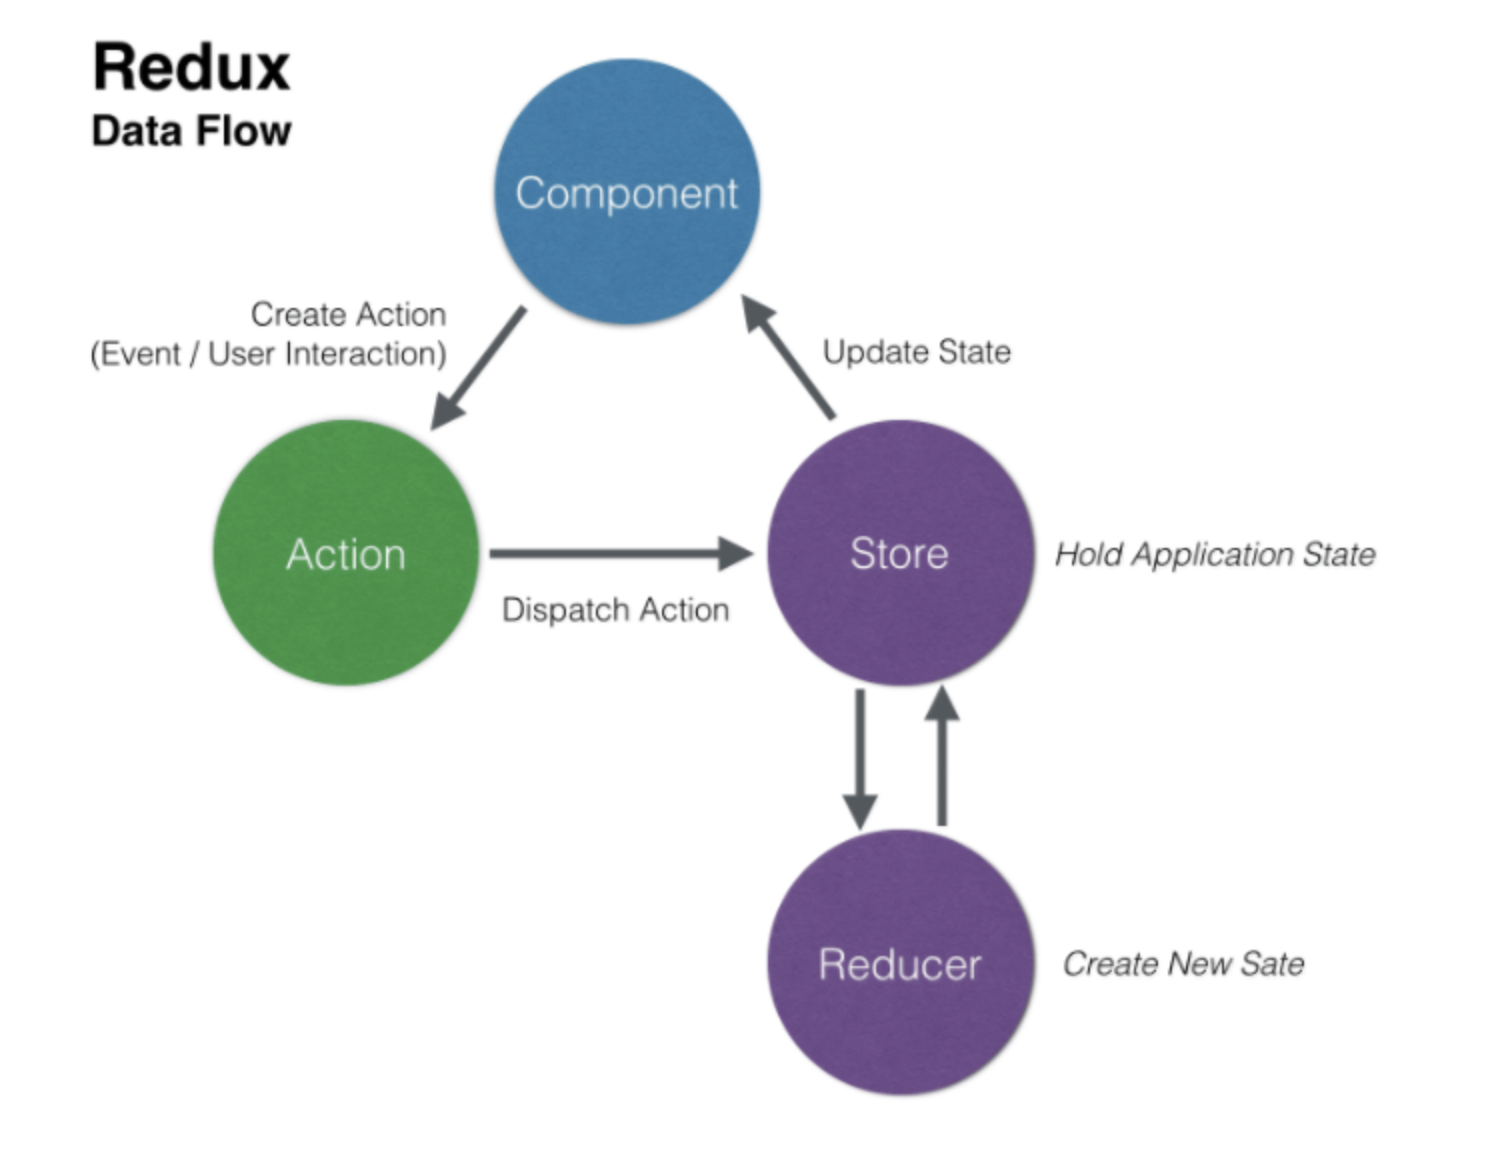 Redux
Data Flow
Component
Create Action
(Event / User Interaction)
Update State
Action
Dispatch Action
Store
Hold Application State
Reducer
Create New Sate